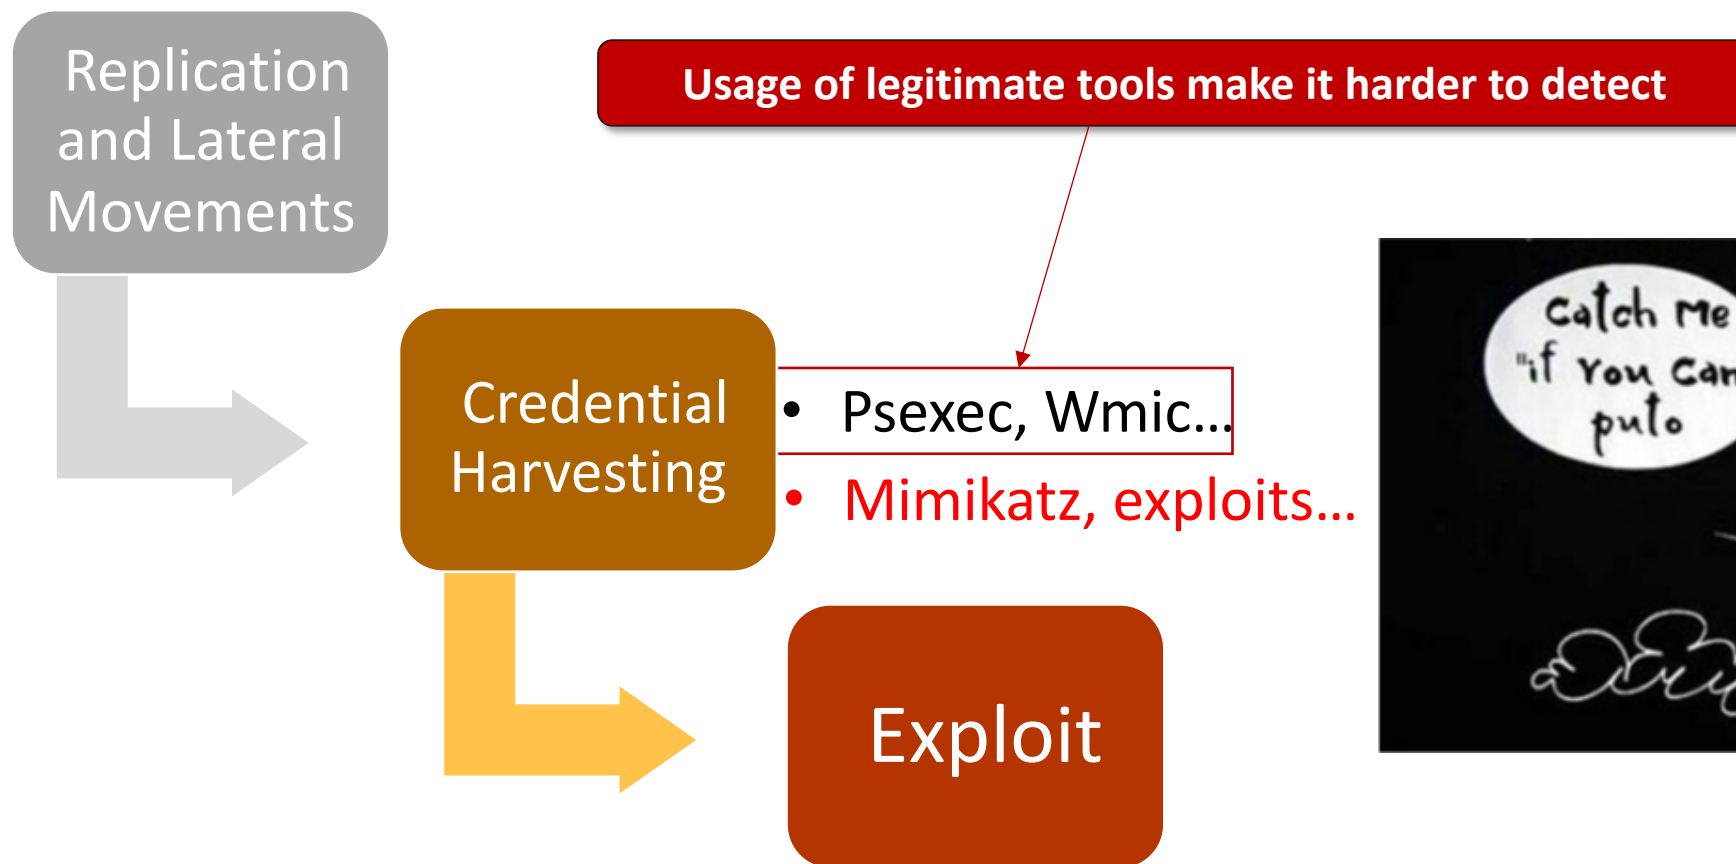 Replication
and Lateral
Movements
Usage of legitimate tools make it harder to detect
Credential
Harvesting
• Psexec, Wmic...
• Mimikatz, exploits...
Exploit
Catch Me
"if You Can
puto